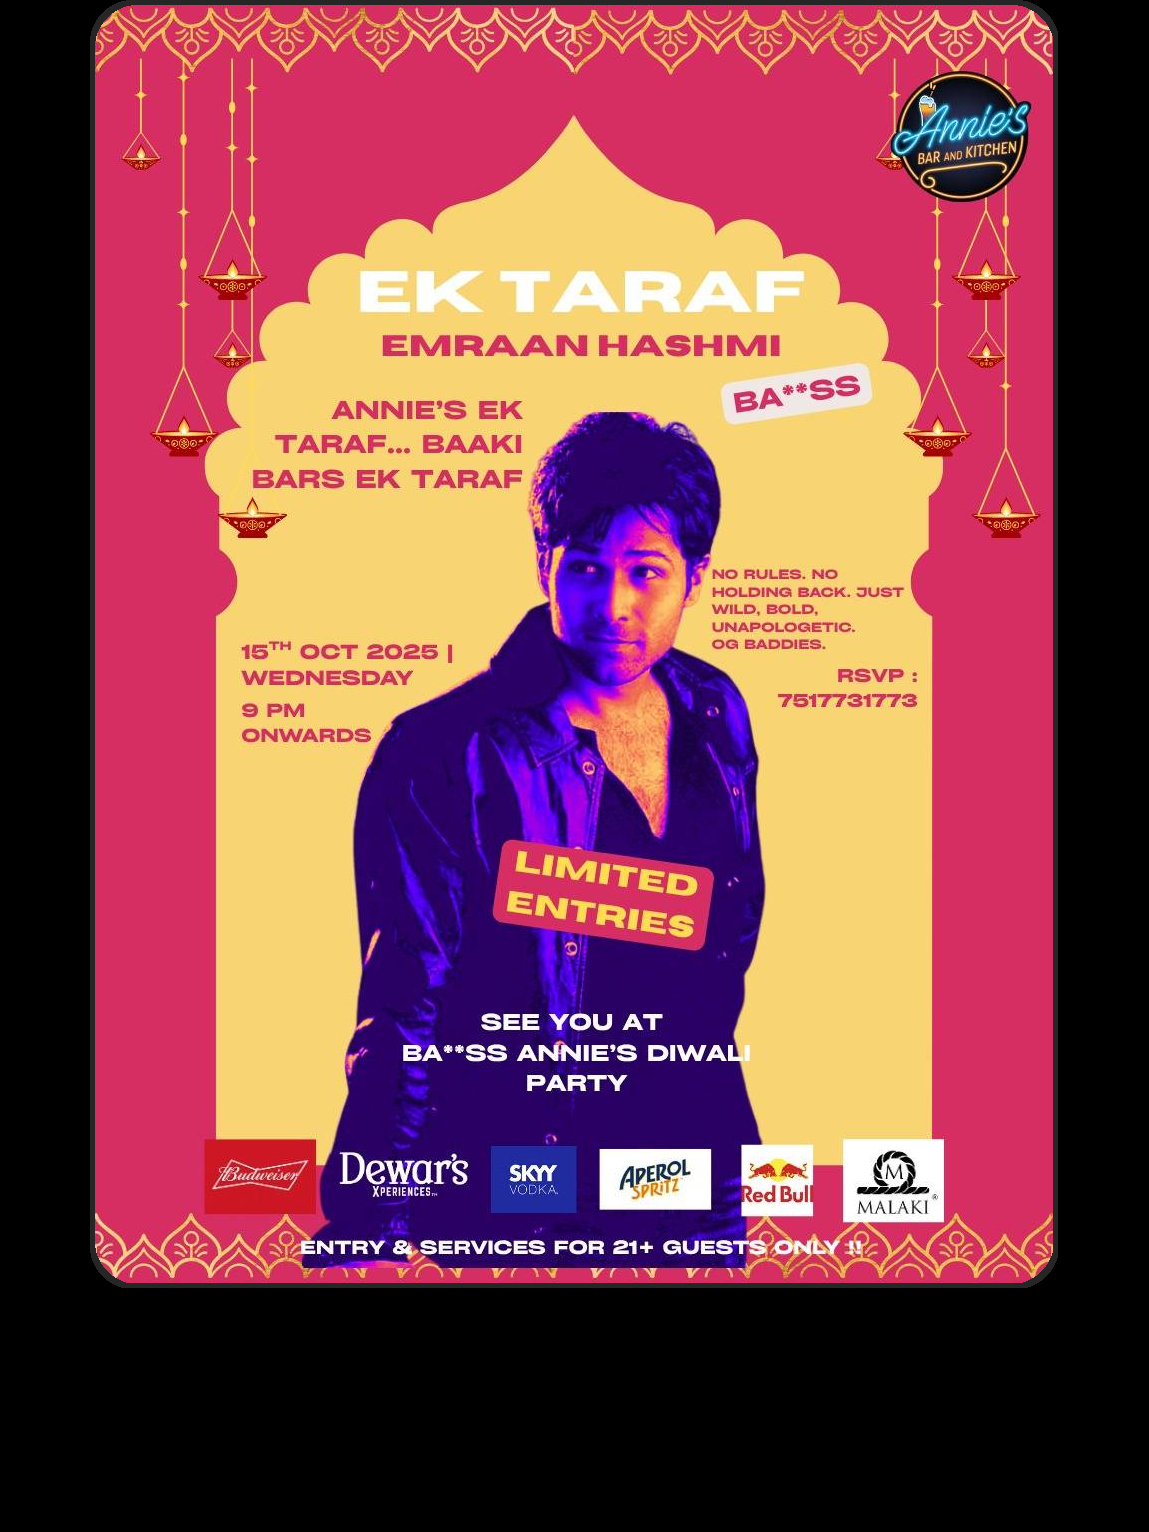 Annie's
BAR AND KITCHEN
EK TARAF
EMRAAN HASHMI
BA**SS
ANNIE'S EK
TARAF... BAAKI
BARS EK TARAF
NO RULES. NO
HOLDING BACK. JUST
WILD, BOLD,
UNAPOLOGETIC.
OG BADDIES.
RSVP :
7517731773
15TH OCT 2025 |
WEDNESDAY
9 PM
ONWARDS
LIMITED
ENTRIES
SEE YOU AT
BA**SS ANNIE'S DIWALI
PARTY
Budweiser
Dewar's
XPERIENCES
SKYY
VODKA
APEROL
SPRITZ
Red Bull
M
MALAKI®
ENTRY & SERVICES FOR 21+ GUESTS ONLY !!